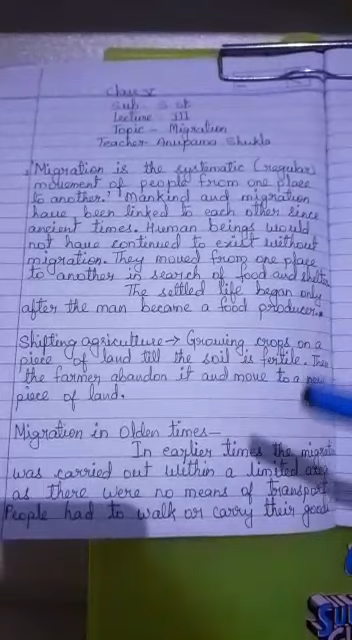 Class V
Sub - S.St
Lecture III
Topic - Migration
Teacher - Anupama Shukla
"Migration is the systematic (regular)
movement of people from one place
to another." Mankind and migration
have been linked to each other since
ancient times. Human beings would
not have continued to exist without
migration. They moved from one place
to another in search of food and shelter
The settled life began only
after the man became a food producer.
Shifting agriculture → Growing crops on a
piece of land till the soil is fertile. Then
the farmer abandon it and move to a new
piece of land.
Migration in Olden times —
In earlier times the migratio
was carried out within a limited area
as there were no means of transport
People had to walk or carry their goods